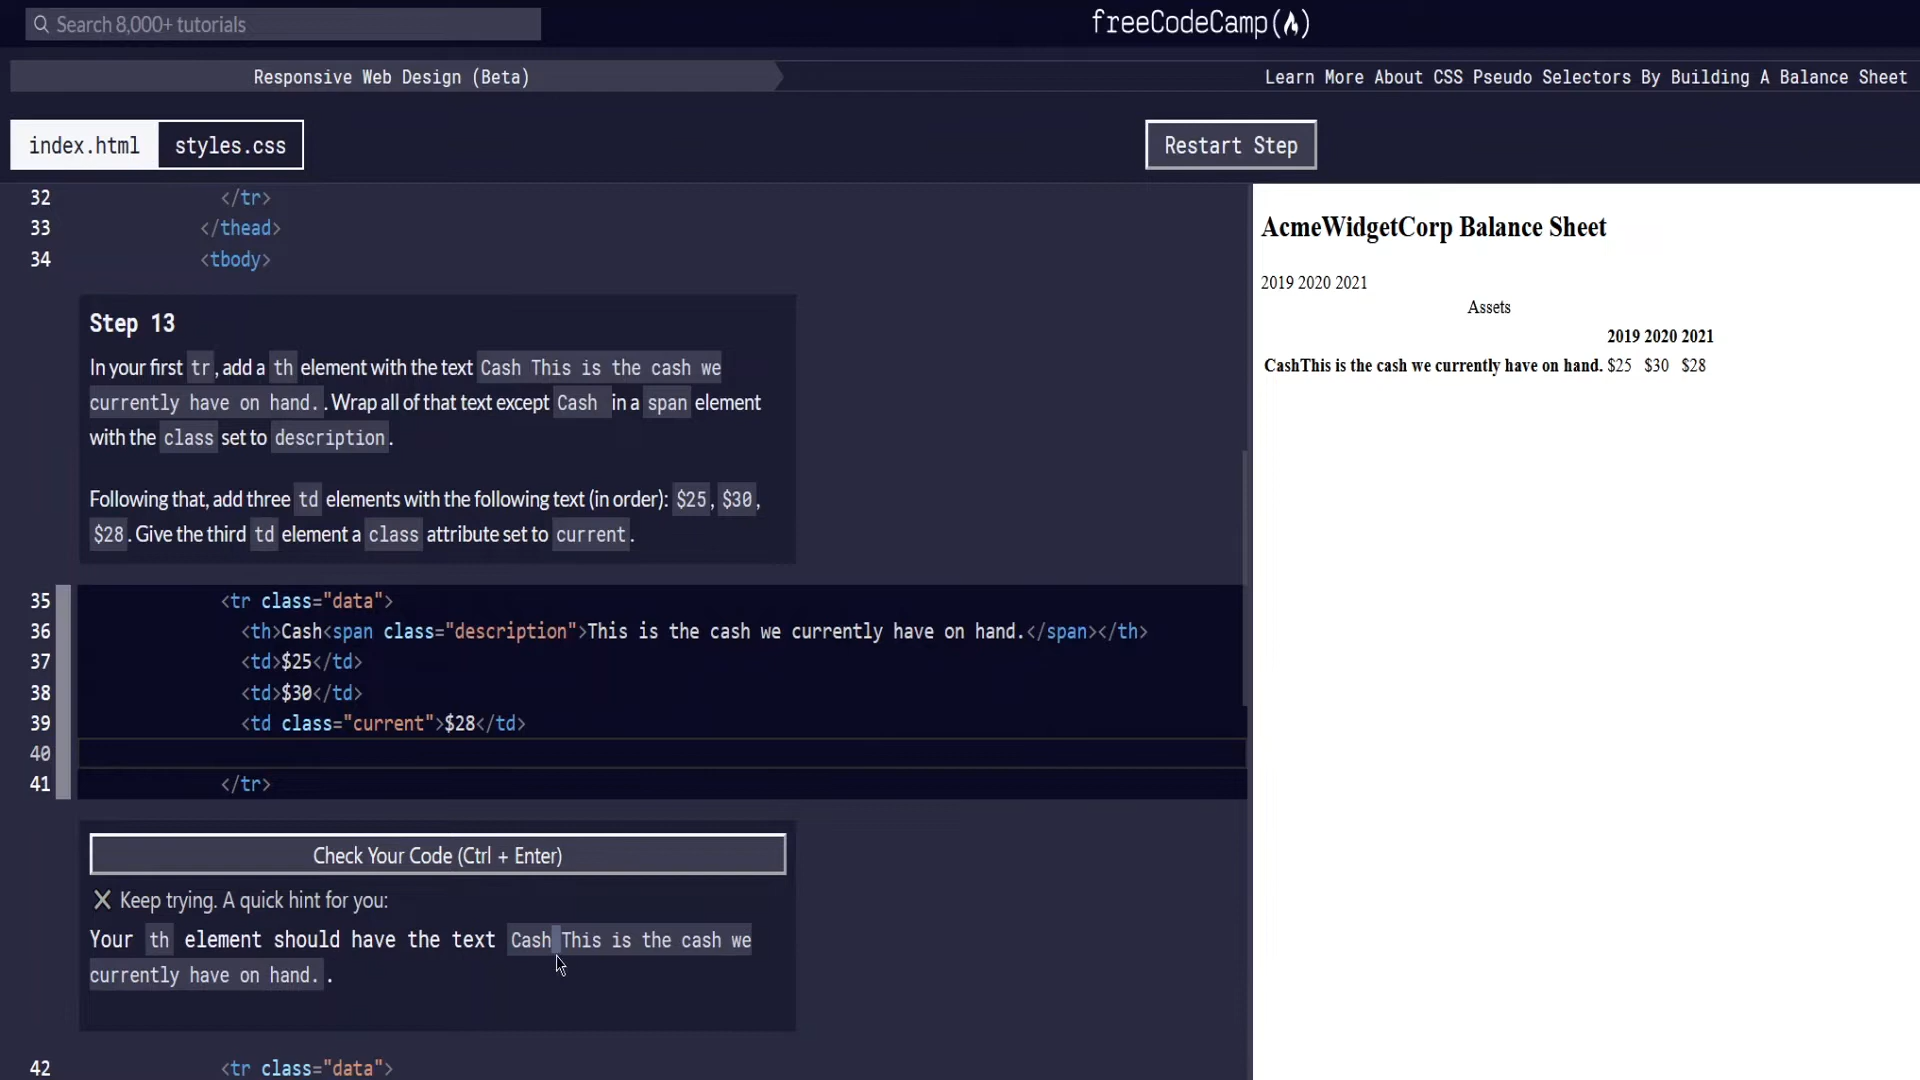 Search 8,000+ tutorials
freeCodeCamp(🔥)
Responsive Web Design (Beta)
Learn More About CSS Pseudo Selectors By Building A Balance Sheet
index.html
styles.css
Restart Step
32 </tr>
33 </thead>
34 <tbody>
Step 13
In your first tr, add a th element with the text Cash This is the cash we
currently have on hand.. Wrap all of that text except Cash in a span element
with the class set to description.
Following that, add three td elements with the following text (in order): $25, $30,
$28. Give the third td element a class attribute set to current.
35 <tr class="data">
36 <th>Cash<span class="description">This is the cash we currently have on hand.</span></th>
37 <td>$25</td>
38 <td>$30</td>
39 <td class="current">$28</td>
40
41 </tr>
Check Your Code (Ctrl + Enter)
Keep trying. A quick hint for you:
Your th element should have the text Cash This is the cash we
currently have on hand..
42 <tr class="data">
AcmeWidgetCorp Balance Sheet
2019 2020 2021
Assets
2019 2020 2021
CashThis is the cash we currently have on hand. $25 $30 $28